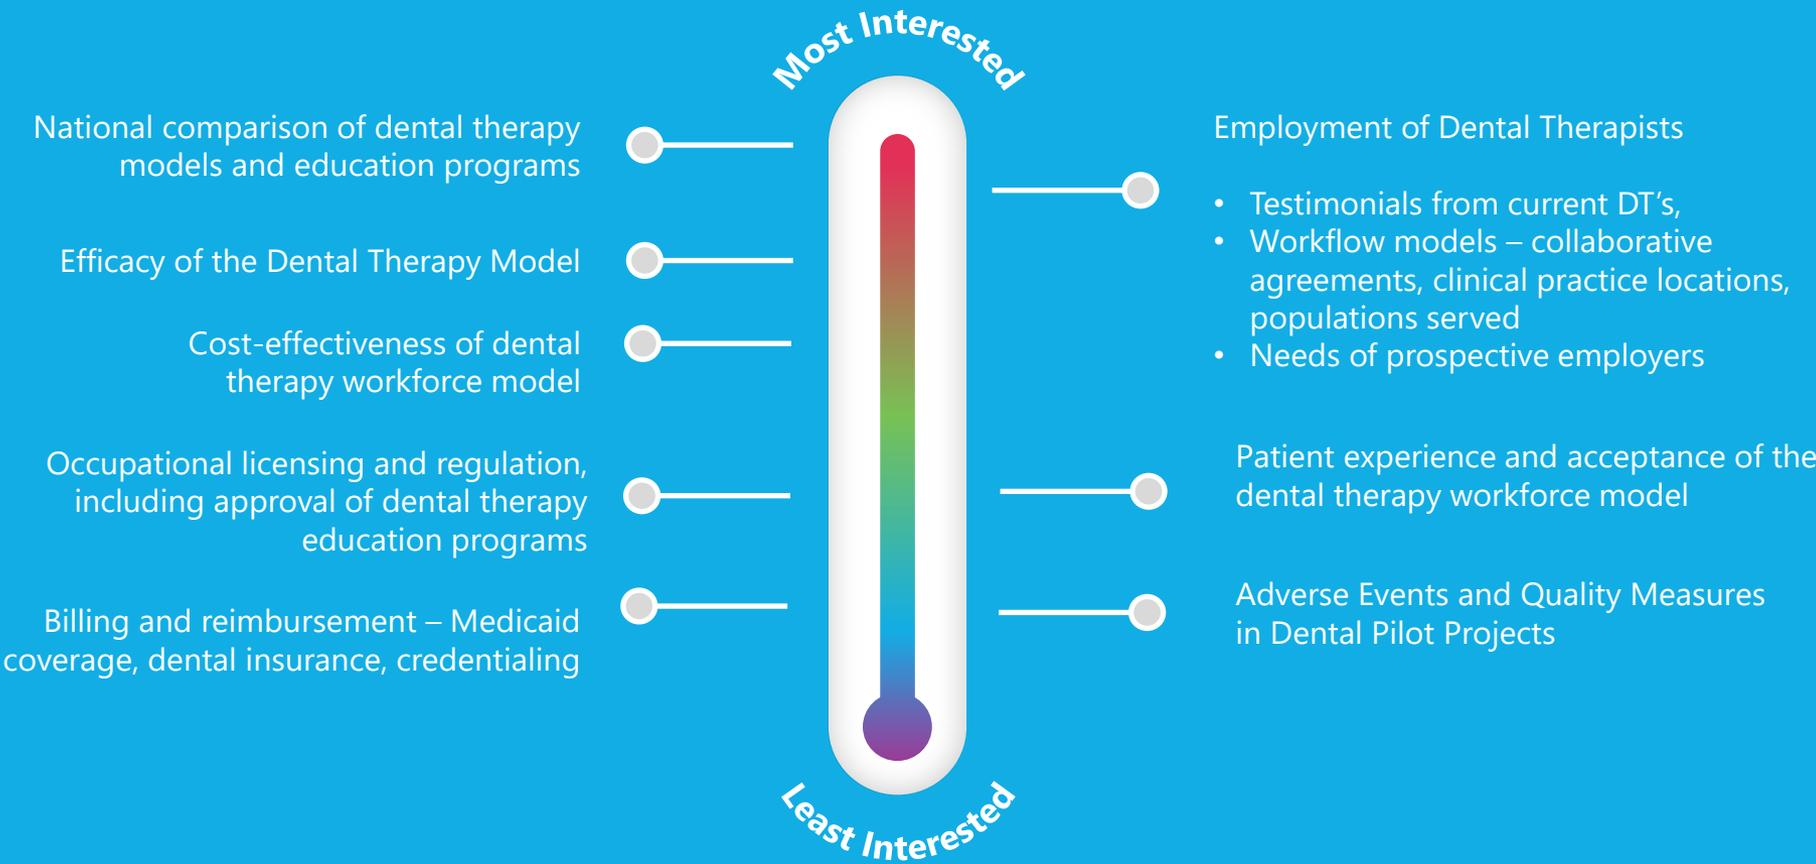 Most Interested
National comparison of dental therapy
models and education programs
Efficacy of the Dental Therapy Model
Cost-effectiveness of dental
therapy workforce model
Occupational licensing and regulation,
including approval of dental therapy
education programs
Billing and reimbursement – Medicaid
coverage, dental insurance, credentialing
Employment of Dental Therapists
• Testimonials from current DT’s,
• Workflow models – collaborative
agreements, clinical practice locations,
populations served
• Needs of prospective employers
Patient experience and acceptance of the
dental therapy workforce model
Adverse Events and Quality Measures
in Dental Pilot Projects
Least Interested